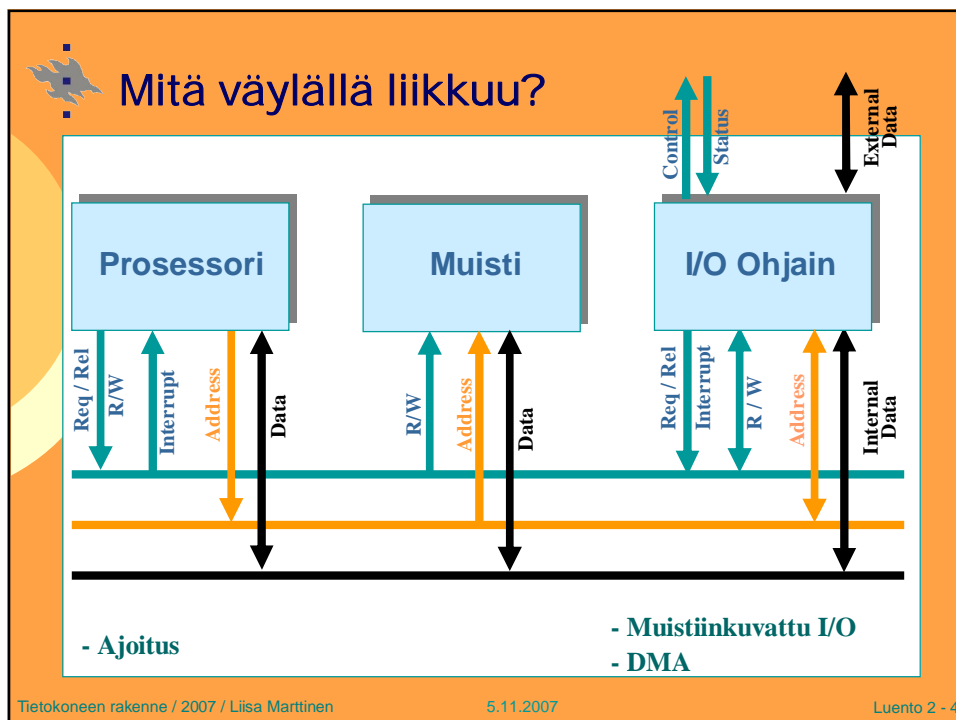 Mitä väylällä liikkuu?
Control
Status
External
Data
Prosessori
Muisti
I/O Ohjain
Req / Rel
R/W
Interrupt
Address
Data
R/W
Address
Data
Req / Rel
Interrupt
R / W
Address
Internal
Data
- Ajoitus
- Muistiinkuvattu I/O
- DMA
Tietokoneen rakenne / 2007 / Liisa Marttinen 5.11.2007 Luento 2 - 4